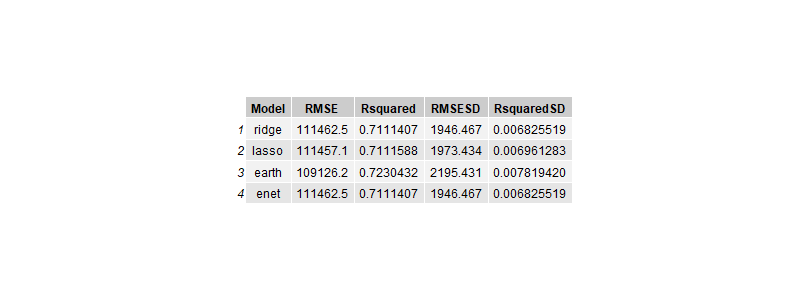 Model RMSE Rsquared RMSESD RsquaredSD
1 ridge 111462.5 0.7111407 1946.467 0.006825519
2 lasso 111457.1 0.7111588 1973.434 0.006961283
3 earth 109126.2 0.7230432 2195.431 0.007819420
4 enet 111462.5 0.7111407 1946.467 0.006825519